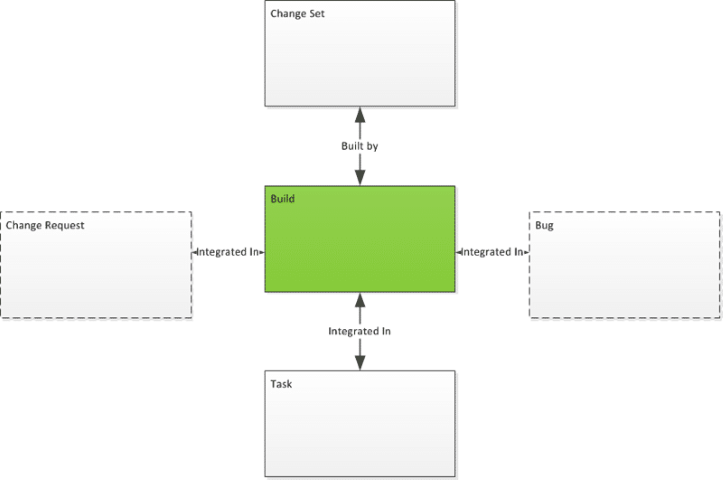 Change Set
Built by
Build
Change Request
Integrated In
Integrated In
Bug
Integrated In
Task